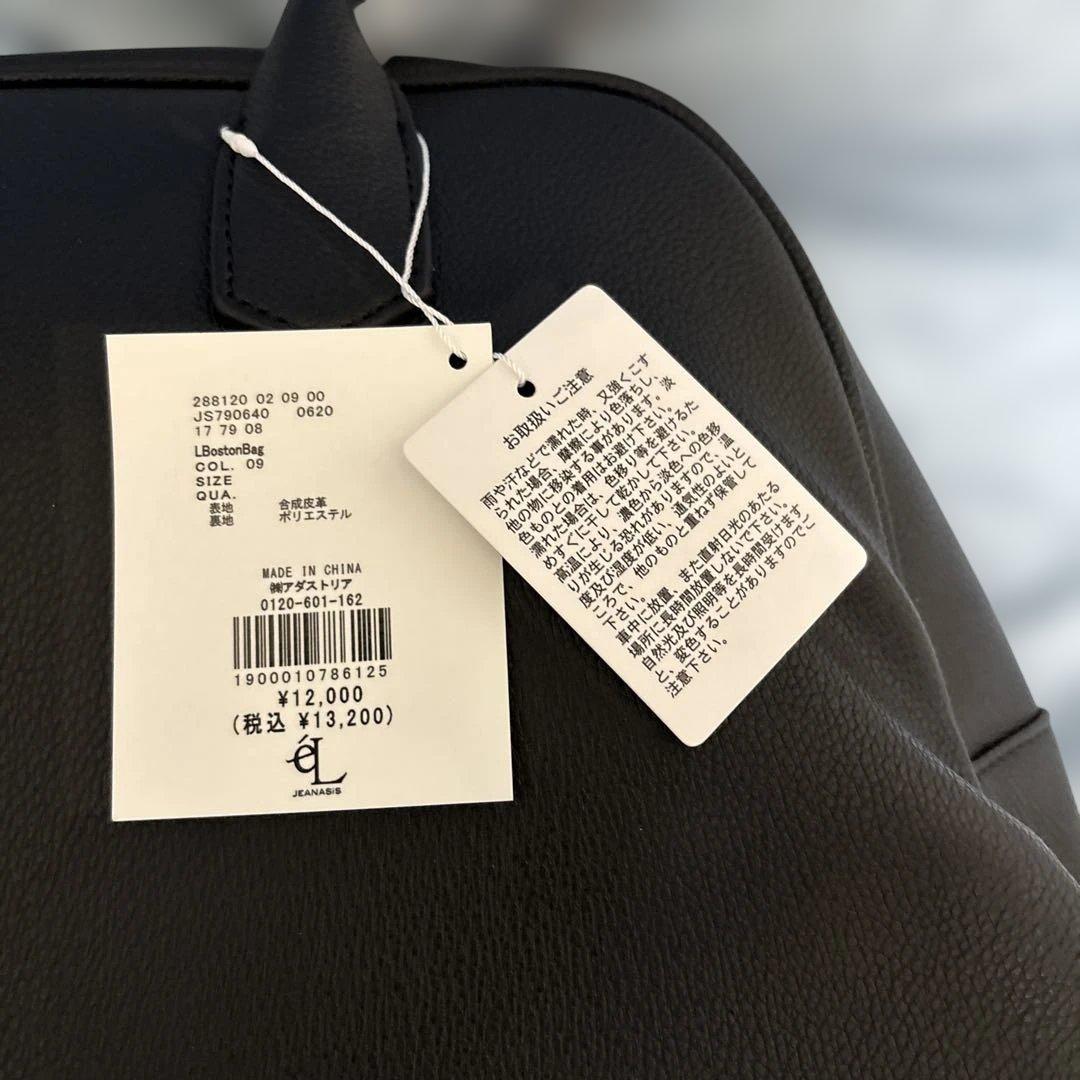 288120 02 09 00
JS790640 0620
17 79 08
LBostonBag
COL. 09
SIZE
QUA.
表地 合成皮革
裏地 ポリエステル
MADE IN CHINA
㈱アダストリア
0120-601-162
1900010786125
¥12,000
(税込 ¥13,200)
éL
JEANASiS
お取扱いご注意
雨や汗などで濡れた時、又強くこす
られた場合、摩擦により色落ちし、
他の物に移染する事があります。淡
色ものとの着用はお避け下さい。
濡れた場合は、色移り等を避けるた
めすぐに干して乾かして下さい。
高温により、濃色から淡色への色移
りが生じる恐れがありますので、温
度及び湿度が低い、通気性のよいと
ころで、他のものと重ねず保管して
下さい。
車中に放置、また直射日光のあたる
場所に長時間放置しないで下さい。
自然光及び照明等を長時間受けます
と、変色することがありますのでご
注意下さい。